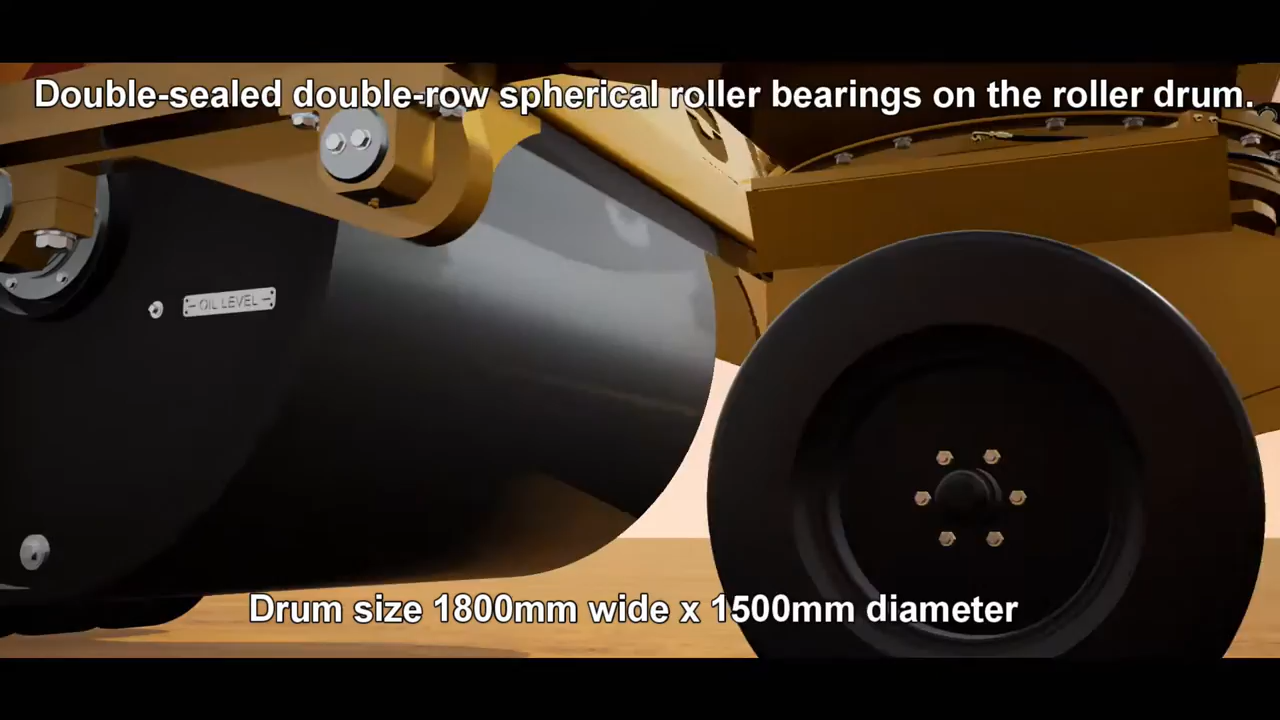 Double-sealed double-row spherical roller bearings on the roller drum.
OIL LEVEL
Drum size 1800mm wide x 1500mm diameter